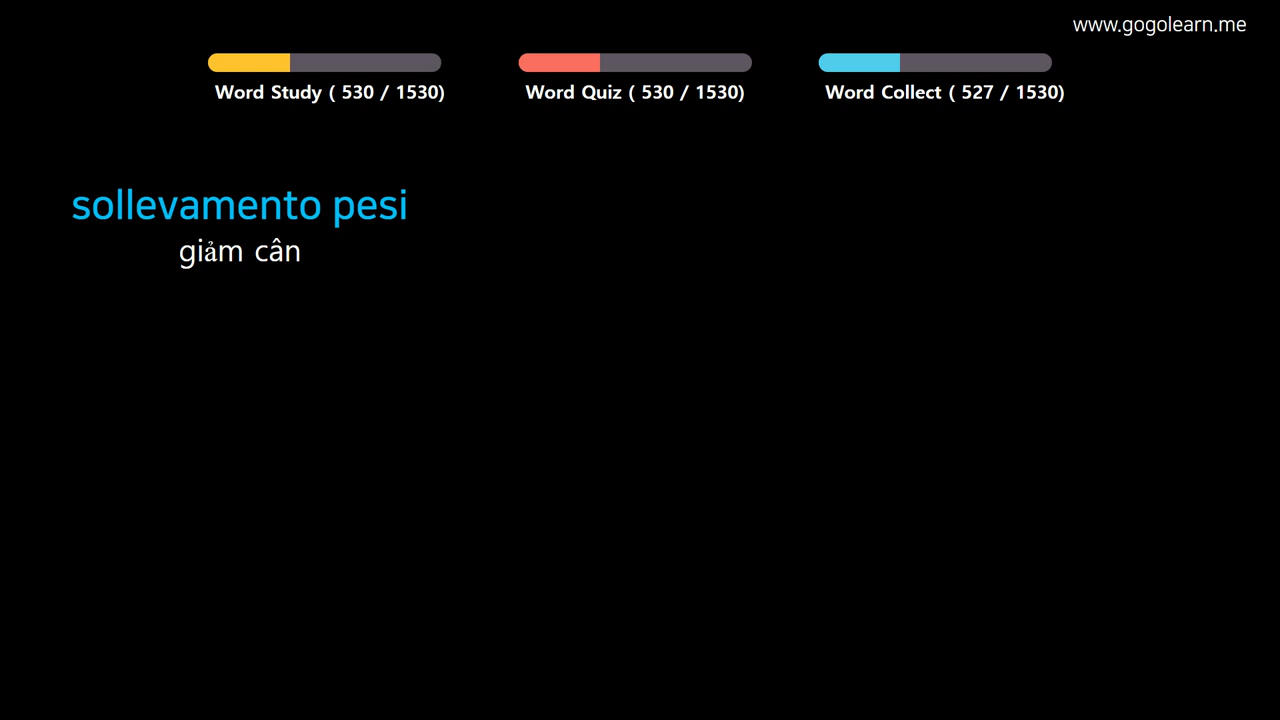 www.gogolearn.me
Word Study ( 530 / 1530)
Word Quiz ( 530 / 1530)
Word Collect ( 527 / 1530)
sollevamento pesi
giảm cân